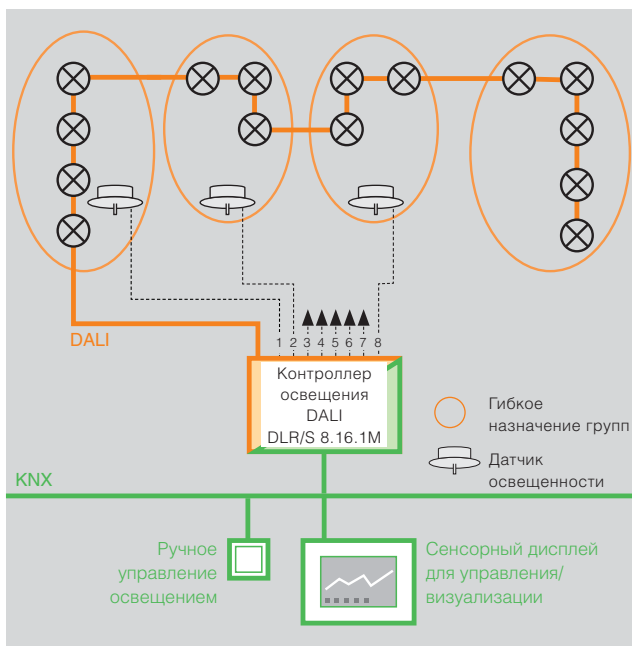 DALI
1 2 3 4 5 6 7 8
Контроллер
освещения
DALI
DLR/S 8.16.1M
Гибкое
назначение групп
Датчик
освещенности
KNX
Ручное
управление
освещением
Сенсорный дисплей
для управления/
визуализации